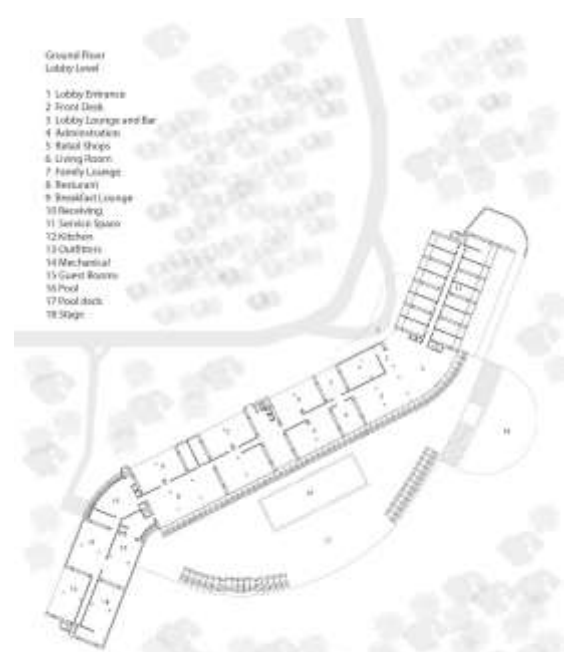 Ground Floor
Lobby Level
1 Lobby Entrance
2 Front Desk
3 Lobby Lounge and Bar
4 Administration
5 Retail Shops
6 Living Room
7 Family Lounge
8 Resturant
9 Breakfast Lounge
10 Receiving
11 Service Space
12 Kitchen
13 Outfitters
14 Mechanical
15 Guest Rooms
16 Pool
17 Pool deck
18 Stage